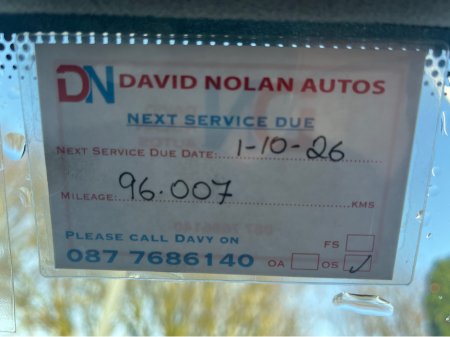 DN DAVID NOLAN AUTOS
NEXT SERVICE DUE
NEXT SERVICE DUE DATE: 1-10-26
MILEAGE: 96.007 KMS
PLEASE CALL DAVY ON
FS
087 7686140 OA OS ✓